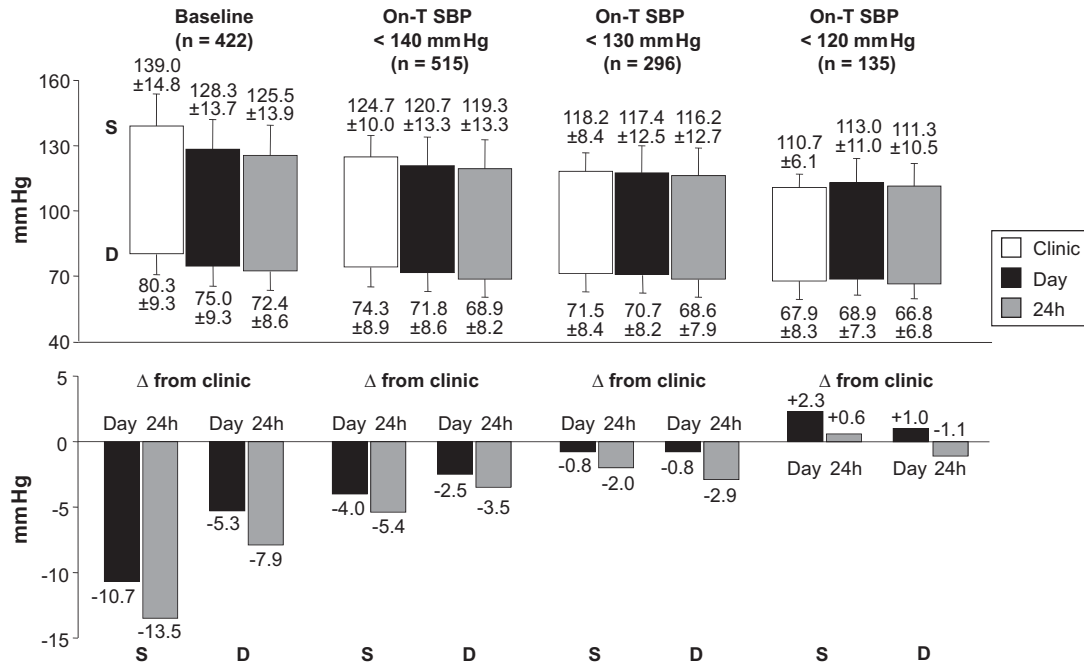 Baseline
(n = 422)
On-T SBP
< 140 mmHg
(n = 515)
On-T SBP
< 130 mmHg
(n = 296)
On-T SBP
< 120 mmHg
(n = 135)
mmHg
160
130
100
70
40
S
D
139.0
±14.8
128.3
±13.7
125.5
±13.9
80.3
±9.3
75.0
±9.3
72.4
±8.6
124.7
±10.0
120.7
±13.3
119.3
±13.3
74.3
±8.9
71.8
±8.6
68.9
±8.2
118.2
±8.4
117.4
±12.5
116.2
±12.7
71.5
±8.4
70.7
±8.2
68.6
±7.9
110.7
±6.1
113.0
±11.0
111.3
±10.5
67.9
±8.3
68.9
±7.3
66.8
±6.8
Clinic
Day
24h
mmHg
5
0
-5
-10
-15
Δ from clinic
Day 24h
Day 24h
-10.7
-13.5
-5.3
-7.9
S
D
Δ from clinic
Day 24h
Day 24h
-4.0
-5.4
-2.5
-3.5
S
D
Δ from clinic
Day 24h
Day 24h
-0.8
-2.0
-0.8
-2.9
S
D
Δ from clinic
+2.3
+0.6
+1.0
-1.1
Day 24h
Day 24h
S
D